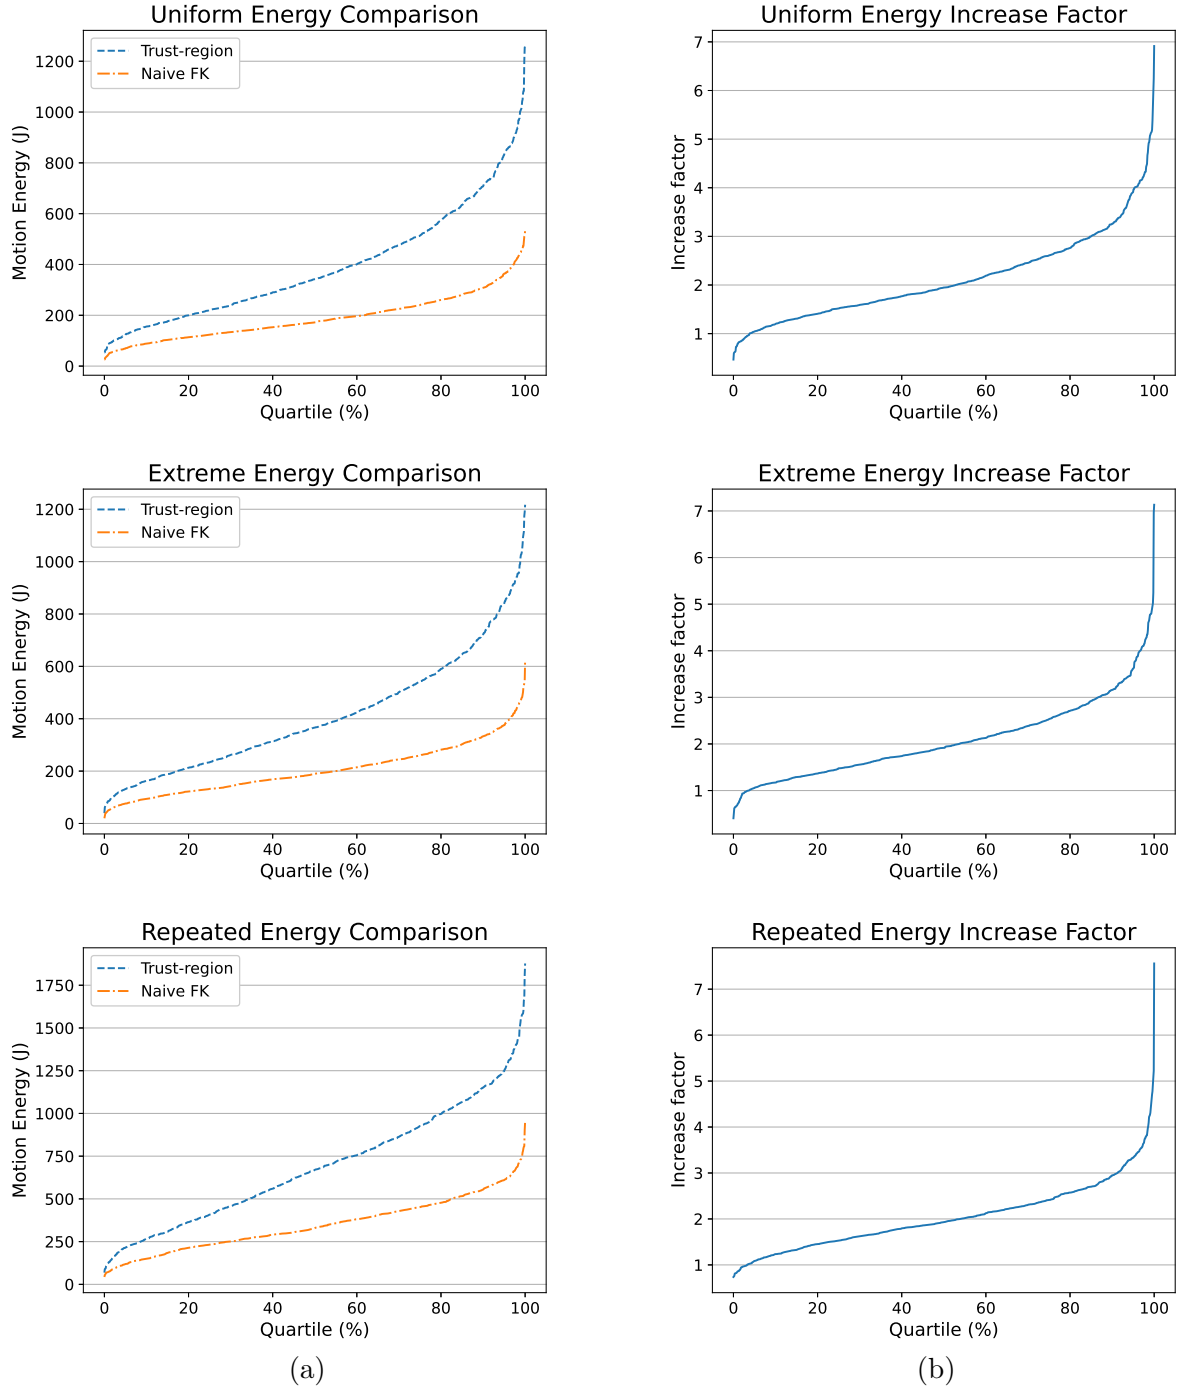 Uniform Energy Comparison
Trust-region
Naive FK
Motion Energy (J)
1200
1000
800
600
400
200
0
0 20 40 60 80 100
Quartile (%)
Uniform Energy Increase Factor
Increase factor
7
6
5
4
3
2
1
0 20 40 60 80 100
Quartile (%)
Extreme Energy Comparison
Trust-region
Naive FK
Motion Energy (J)
1200
1000
800
600
400
200
0
0 20 40 60 80 100
Quartile (%)
Extreme Energy Increase Factor
Increase factor
7
6
5
4
3
2
1
0 20 40 60 80 100
Quartile (%)
Repeated Energy Comparison
Trust-region
Naive FK
Motion Energy (J)
1750
1500
1250
1000
750
500
250
0
0 20 40 60 80 100
Quartile (%)
Repeated Energy Increase Factor
Increase factor
7
6
5
4
3
2
1
0 20 40 60 80 100
Quartile (%)
(a)
(b)